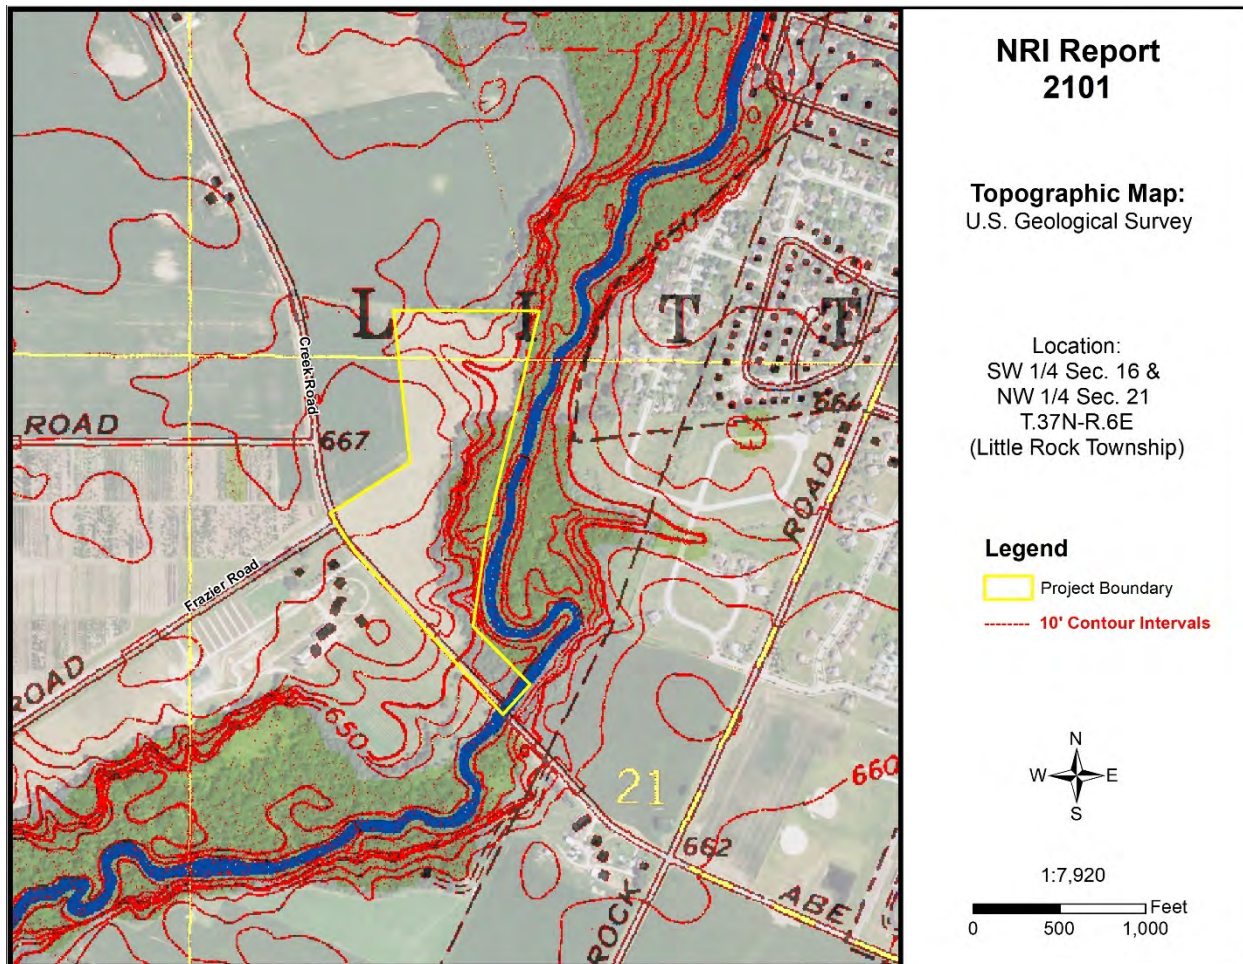 NRI Report
2101
Topographic Map:
U.S. Geological Survey
Location:
SW 1/4 Sec. 16 &
NW 1/4 Sec. 21
T.37N-R.6E
(Little Rock Township)
Legend
Project Boundary
10' Contour Intervals
N
W
E
S
1:7,920
Feet
0
500
1,000
650
L I T T
Creek Road
664
ROAD
667
ROAD
Frazier Road
ROAD
650
660
21
662
ABE
ROCK